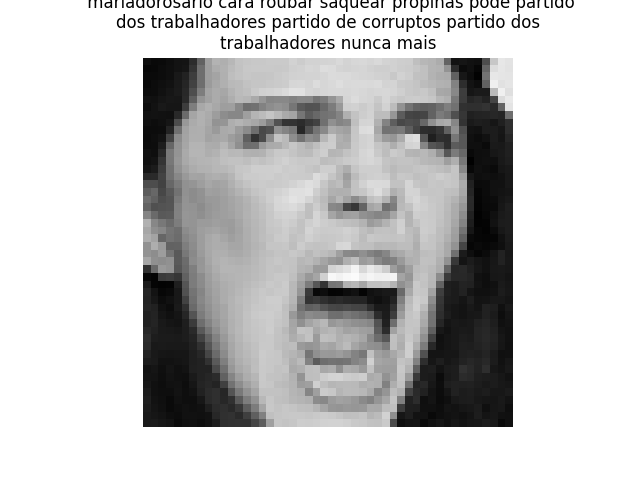 mariadorosario cara roubar saquear propinas pode partido
dos trabalhadores partido de corruptos partido dos
trabalhadores nunca mais